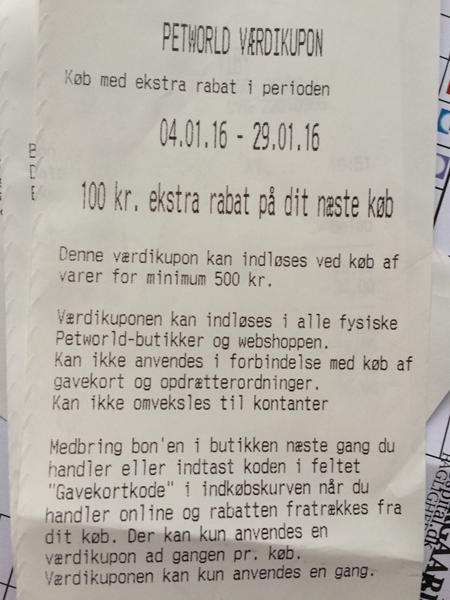 PETWORLD VÆRDIKUPON
Køb med ekstra rabat i perioden
04.01.16 - 29.01.16
100 kr. ekstra rabat på dit næste køb
Denne værdikupon kan indløses ved køb af
varer for minimum 500 kr.
Værdikuponen kan indløses i alle fysiske
Petworld-butikker og webshoppen.
Kan ikke anvendes i forbindelse med køb af
gavekort og opdrætterordninger.
Kan ikke omveksles til kontanter
Medbring bon'en i butikken næste gang du
handler eller indtast koden i feltet
"Gavekortkode" i indkøbskurven når du
handler online og rabatten fratrækkes fra
dit køb. Der kan kun anvendes en
værdikupon ad gangen pr. køb.
Værdikuponen kan kun anvendes en gang.